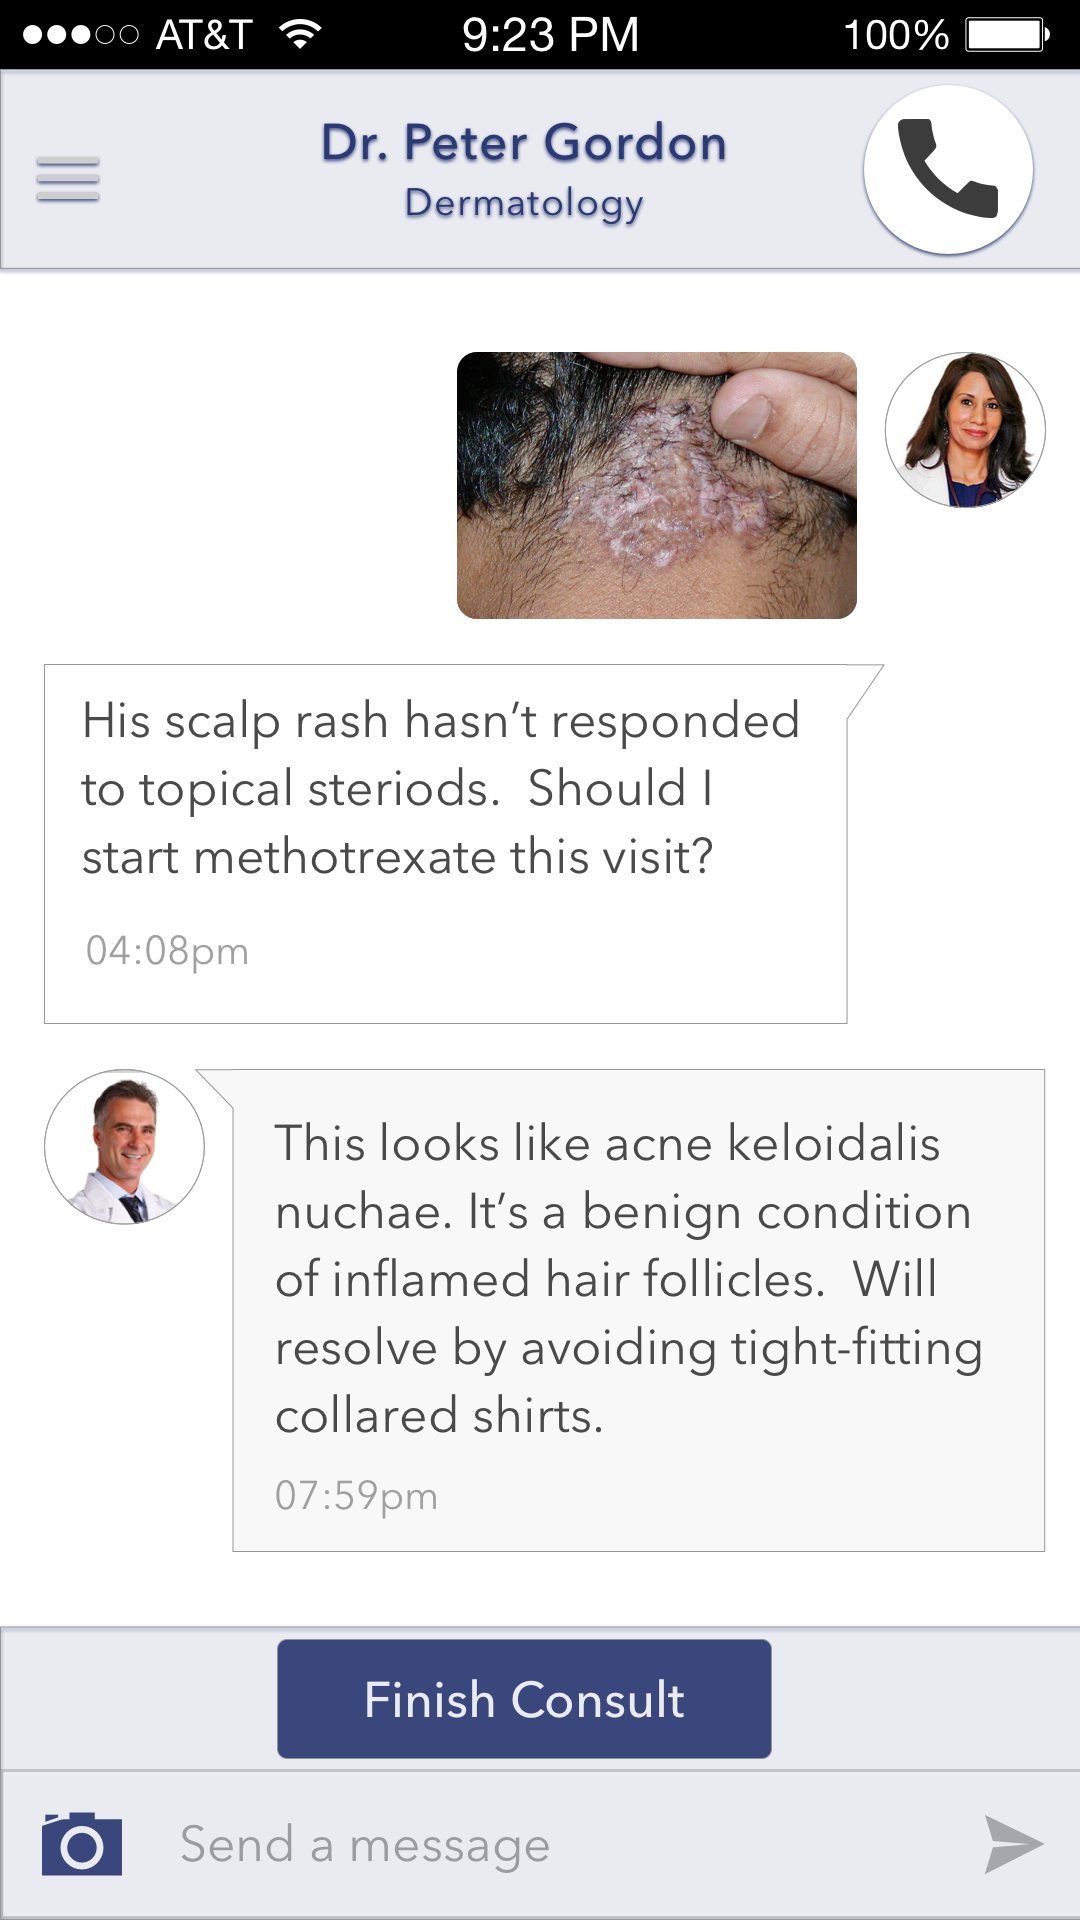 AT&T 9:23 PM 100%
Dr. Peter Gordon
Dermatology
His scalp rash hasn’t responded
to topical steriods.  Should I
start methotrexate this visit?
04:08pm
This looks like acne keloidalis
nuchae. It’s a benign condition
of inflamed hair follicles.  Will
resolve by avoiding tight-fitting
collared shirts.
07:59pm
Finish Consult
Send a message